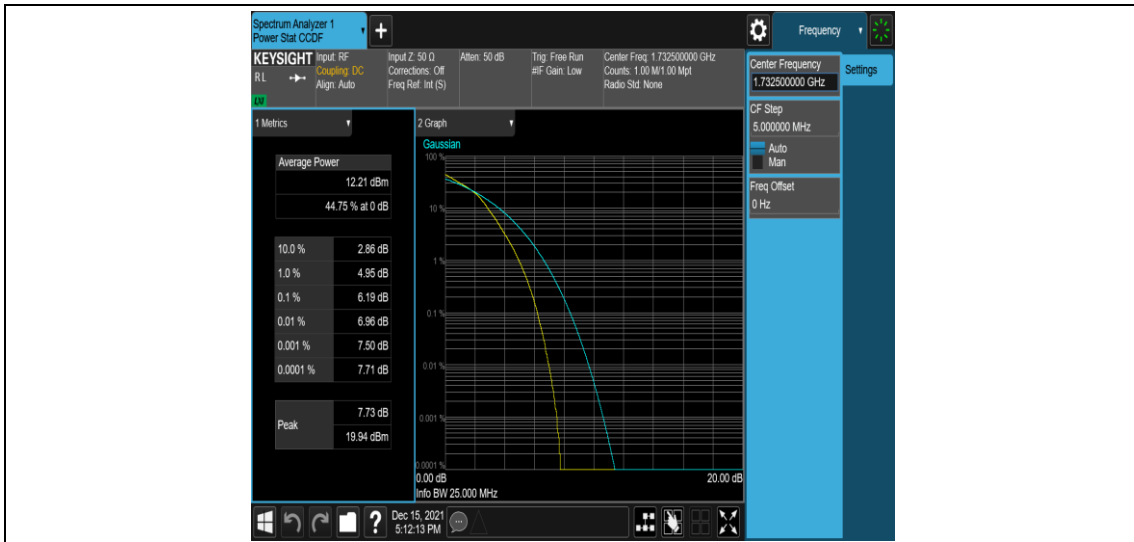 Spectrum Analyzer 1
Power Stat CCDF
Frequency
KEYSIGHT
RL
LXI
Input: RF
Coupling: DC
Align: Auto
Input Z: 50 Ω
Corrections: Off
Freq Ref: Int (S)
Atten: 50 dB
Trig: Free Run
#IF Gain: Low
Center Freq: 1.732500000 GHz
Counts: 1.00 M/1.00 Mpt
Radio Std: None
Center Frequency
1.732500000 GHz
Settings
CF Step
5.000000 MHz
Auto
Man
Freq Offset
0 Hz
1 Metrics
Average Power
12.21 dBm
44.75 % at 0 dB
10.0 % 2.86 dB
1.0 % 4.95 dB
0.1 % 6.19 dB
0.01 % 6.96 dB
0.001 % 7.50 dB
0.0001 % 7.71 dB
Peak
7.73 dB
19.94 dBm
2 Graph
Gaussian
100 %
10 %
1 %
0.1 %
0.01 %
0.001 %
0.0001 %
0.00 dB 20.00 dB
Info BW 25.000 MHz
?
Dec 15, 2021
5:12:13 PM